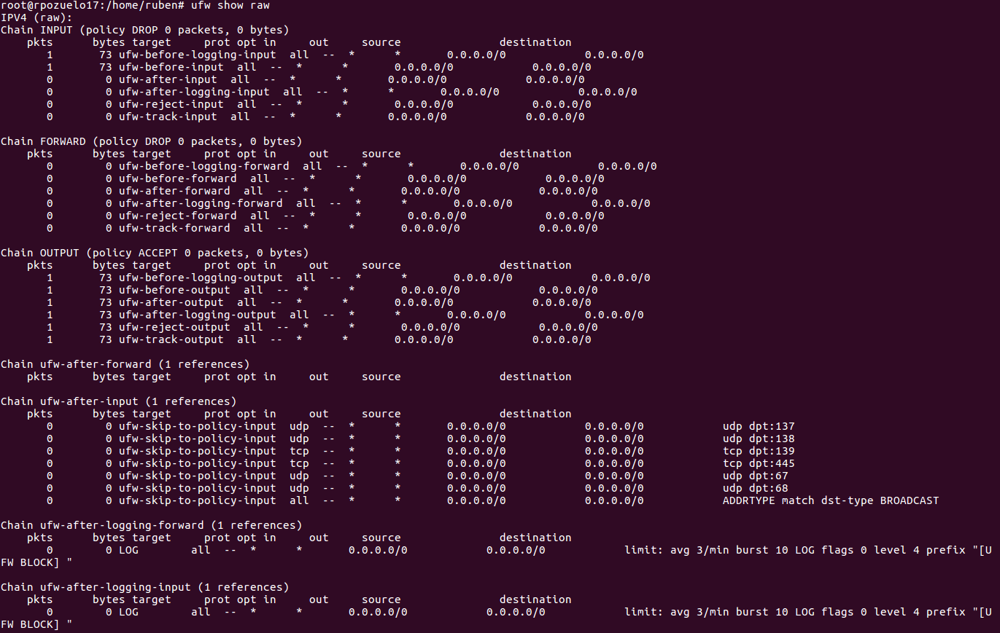 root@rpozuelo17:/home/ruben# ufw show raw
IPV4 (raw):
Chain INPUT (policy DROP 0 packets, 0 bytes)
    pkts      bytes target     prot opt in     out     source               destination
       1       73 ufw-before-logging-input  all  --  *      *       0.0.0.0/0            0.0.0.0/0
       1       73 ufw-before-input  all  --  *      *       0.0.0.0/0            0.0.0.0/0
       0        0 ufw-after-input  all  --  *      *       0.0.0.0/0            0.0.0.0/0
       0        0 ufw-after-logging-input  all  --  *      *       0.0.0.0/0            0.0.0.0/0
       0        0 ufw-reject-input  all  --  *      *       0.0.0.0/0            0.0.0.0/0
       0        0 ufw-track-input  all  --  *      *       0.0.0.0/0            0.0.0.0/0

Chain FORWARD (policy DROP 0 packets, 0 bytes)
    pkts      bytes target     prot opt in     out     source               destination
       0        0 ufw-before-logging-forward  all  --  *      *       0.0.0.0/0            0.0.0.0/0
       0        0 ufw-before-forward  all  --  *      *       0.0.0.0/0            0.0.0.0/0
       0        0 ufw-after-forward  all  --  *      *       0.0.0.0/0            0.0.0.0/0
       0        0 ufw-after-logging-forward  all  --  *      *       0.0.0.0/0            0.0.0.0/0
       0        0 ufw-reject-forward  all  --  *      *       0.0.0.0/0            0.0.0.0/0
       0        0 ufw-track-forward  all  --  *      *       0.0.0.0/0            0.0.0.0/0

Chain OUTPUT (policy ACCEPT 0 packets, 0 bytes)
    pkts      bytes target     prot opt in     out     source               destination
       1       73 ufw-before-logging-output  all  --  *      *       0.0.0.0/0            0.0.0.0/0
       1       73 ufw-before-output  all  --  *      *       0.0.0.0/0            0.0.0.0/0
       1       73 ufw-after-output  all  --  *      *       0.0.0.0/0            0.0.0.0/0
       1       73 ufw-after-logging-output  all  --  *      *       0.0.0.0/0            0.0.0.0/0
       1       73 ufw-reject-output  all  --  *      *       0.0.0.0/0            0.0.0.0/0
       1       73 ufw-track-output  all  --  *      *       0.0.0.0/0            0.0.0.0/0

Chain ufw-after-forward (1 references)
    pkts      bytes target     prot opt in     out     source               destination

Chain ufw-after-input (1 references)
    pkts      bytes target     prot opt in     out     source               destination
       0        0 ufw-skip-to-policy-input  udp  --  *      *       0.0.0.0/0            0.0.0.0/0            udp dpt:137
       0        0 ufw-skip-to-policy-input  udp  --  *      *       0.0.0.0/0            0.0.0.0/0            udp dpt:138
       0        0 ufw-skip-to-policy-input  tcp  --  *      *       0.0.0.0/0            0.0.0.0/0            tcp dpt:139
       0        0 ufw-skip-to-policy-input  tcp  --  *      *       0.0.0.0/0            0.0.0.0/0            tcp dpt:445
       0        0 ufw-skip-to-policy-input  udp  --  *      *       0.0.0.0/0            0.0.0.0/0            udp dpt:67
       0        0 ufw-skip-to-policy-input  udp  --  *      *       0.0.0.0/0            0.0.0.0/0            udp dpt:68
       0        0 ufw-skip-to-policy-input  all  --  *      *       0.0.0.0/0            0.0.0.0/0            ADDRTYPE match dst-type BROADCAST

Chain ufw-after-logging-forward (1 references)
    pkts      bytes target     prot opt in     out     source               destination
       0        0 LOG        all  --  *      *       0.0.0.0/0            0.0.0.0/0            limit: avg 3/min burst 10 LOG flags 0 level 4 prefix "[U
FW BLOCK] "

Chain ufw-after-logging-input (1 references)
    pkts      bytes target     prot opt in     out     source               destination
       0        0 LOG        all  --  *      *       0.0.0.0/0            0.0.0.0/0            limit: avg 3/min burst 10 LOG flags 0 level 4 prefix "[U
FW BLOCK] "